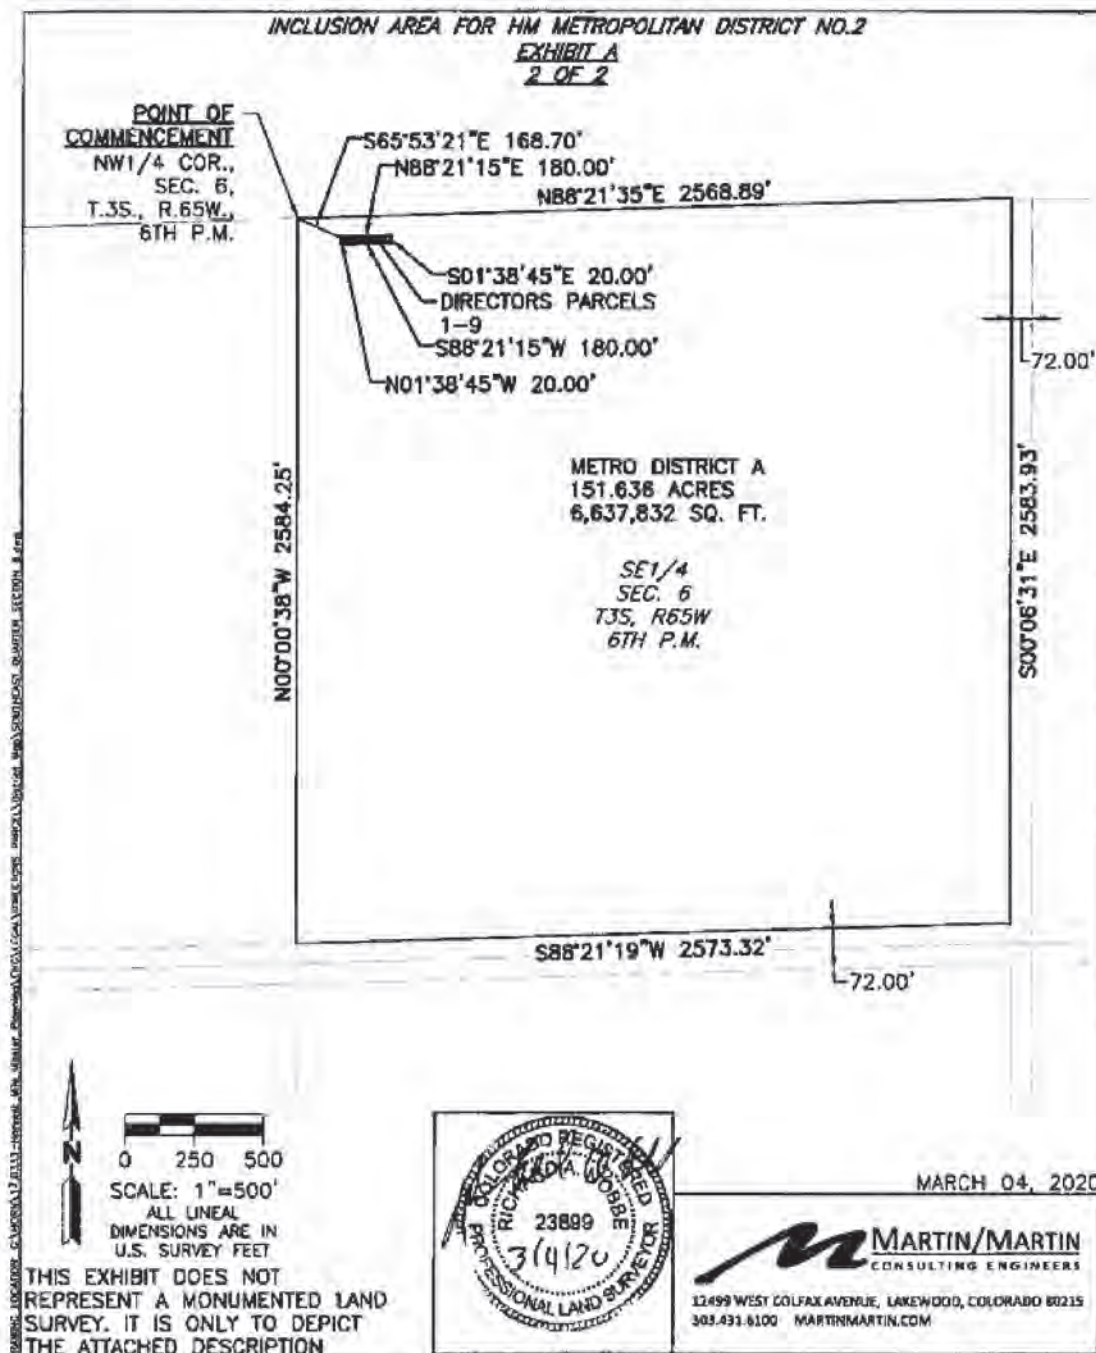 INCLUSION AREA FOR HM METROPOLITAN DISTRICT NO.2
EXHIBIT A
2 OF 2
POINT OF
COMMENCEMENT
NW1/4 COR.,
SEC. 6,
T.3S., R.65W.,
6TH P.M.
S65°53'21"E 168.70'
N88°21'15"E 180.00'
N88°21'35"E 2568.89'
S01°38'45"E 20.00'
DIRECTORS PARCELS
1-9
S88°21'15"W 180.00'
N01°38'45"W 20.00'
72.00'
METRO DISTRICT A
151.636 ACRES
6,637,832 SQ. FT.
SE1/4
SEC. 6
T3S, R65W
6TH P.M.
N00°00'38"W 2584.25'
S00°06'31"E 2583.93'
S88°21'19"W 2573.32'
72.00'
N
0 250 500
SCALE: 1"=500'
ALL LINEAL
DIMENSIONS ARE IN
U.S. SURVEY FEET
THIS EXHIBIT DOES NOT
REPRESENT A MONUMENTED LAND
SURVEY. IT IS ONLY TO DEPICT
THE ATTACHED DESCRIPTION
COLORADO REGISTERED
RICHARD A. NOBBE
23899
3/4/20
PROFESSIONAL LAND SURVEYOR
MARCH 04, 2020
MARTIN/MARTIN
CONSULTING ENGINEERS
12499 WEST COLFAX AVENUE, LAKEWOOD, COLORADO 80215
303.431.6100 MARTINMARTIN.COM